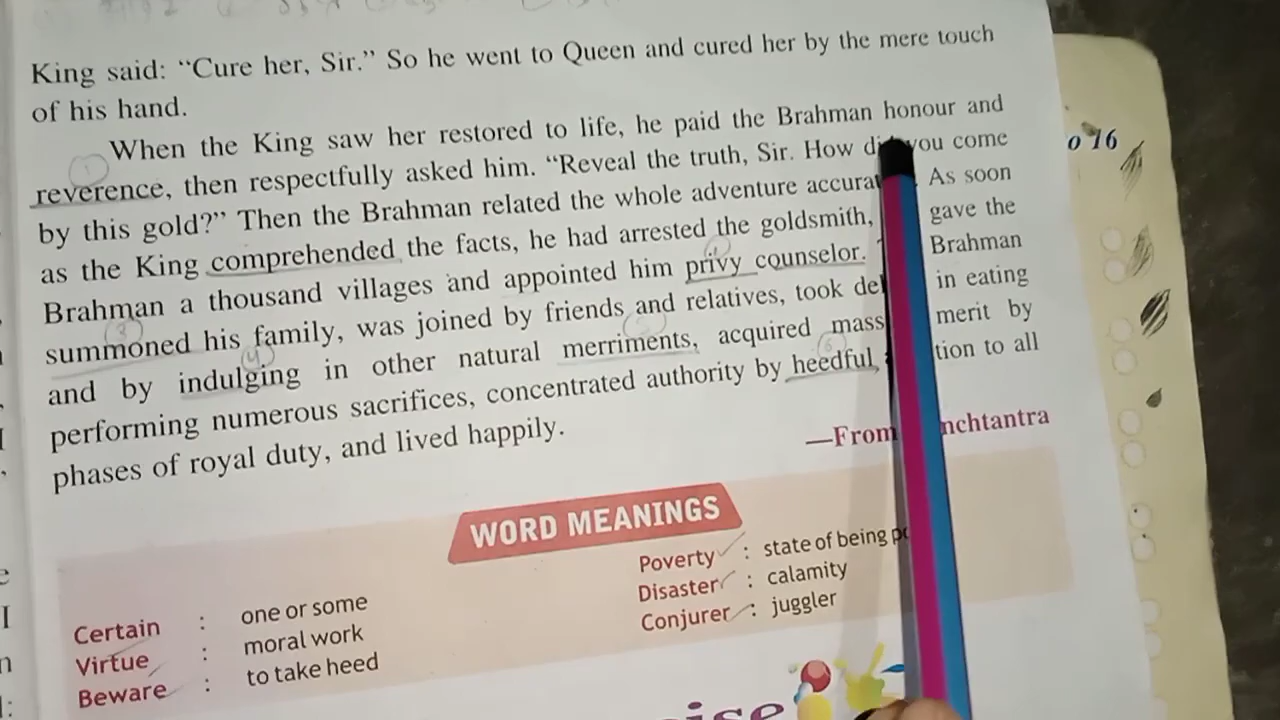 King said: “Cure her, Sir.” So he went to Queen and cured her by the mere touch
of his hand.
When the King saw her restored to life, he paid the Brahman honour and
reverence, then respectfully asked him. “Reveal the truth, Sir. How did you come
by this gold?” Then the Brahman related the whole adventure As soon
as the King comprehended the facts, he had arrested the goldsmith, gave the
Brahman a thousand villages and appointed him privy counselor. Brahman
summoned his family, was joined by friends and relatives, took in eating
and by indulging in other natural merriments, acquired merit by
performing numerous sacrifices, concentrated authority by heedful to all
phases of royal duty, and lived happily.
—From
WORD MEANINGS
Certain : one or some
Virtue : moral work
Beware : to take heed
Poverty : state of being
Disaster : calamity
Conjurer : juggler
16